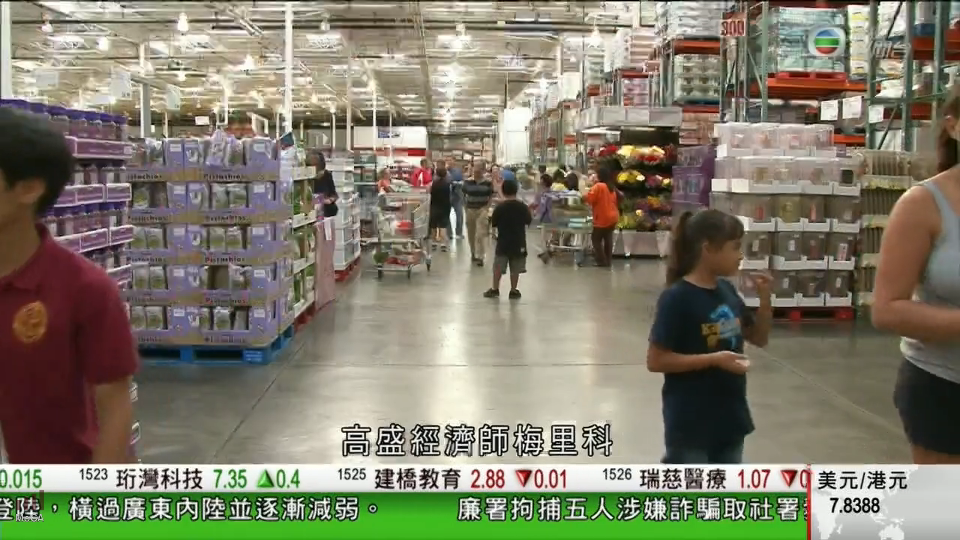 300
Pistachios
高盛經濟師梅里科
0.015 1523 珩灣科技 7.35 ▲0.4 1525 建橋教育 2.88 ▼0.01 1526 瑞慈醫療 1.07 ▼0
美元/港元
7.8388
登陸，橫過廣東內陸並逐漸減弱。 廉署拘捕五人涉嫌詐騙取社署